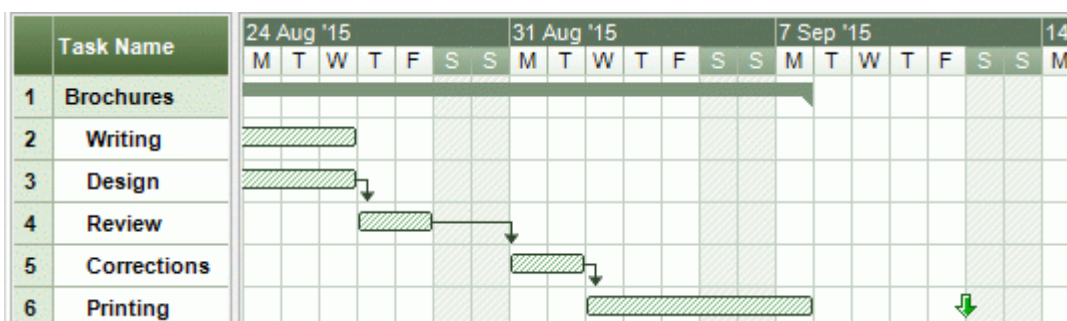 Task Name
24 Aug '15 31 Aug '15 7 Sep '15 14
M T W T F S S M T W T F S S M T W T F S S M
1 Brochures
2 Writing
3 Design
4 Review
5 Corrections
6 Printing